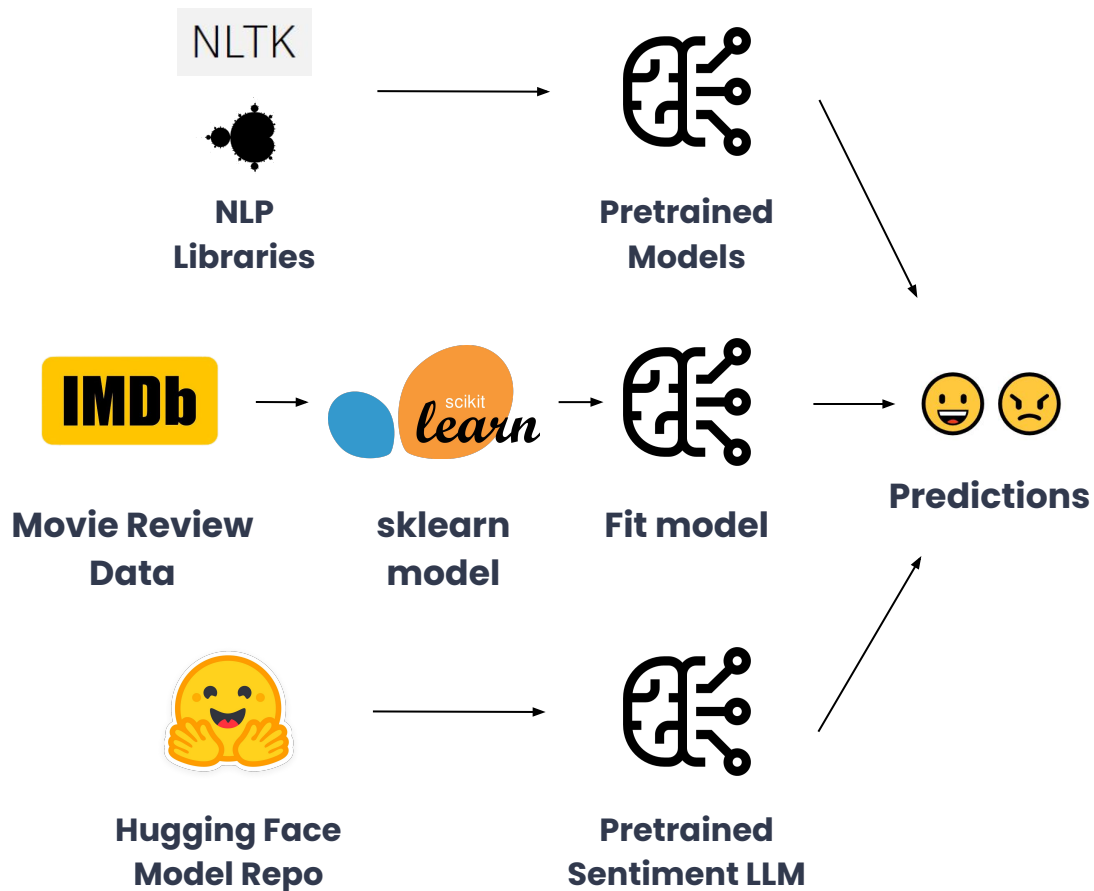 NLTK
NLP
Libraries
Pretrained
Models
IMDb
scikit
learn
Movie Review
Data
sklearn
model
Fit model
Predictions
Hugging Face
Model Repo
Pretrained
Sentiment LLM